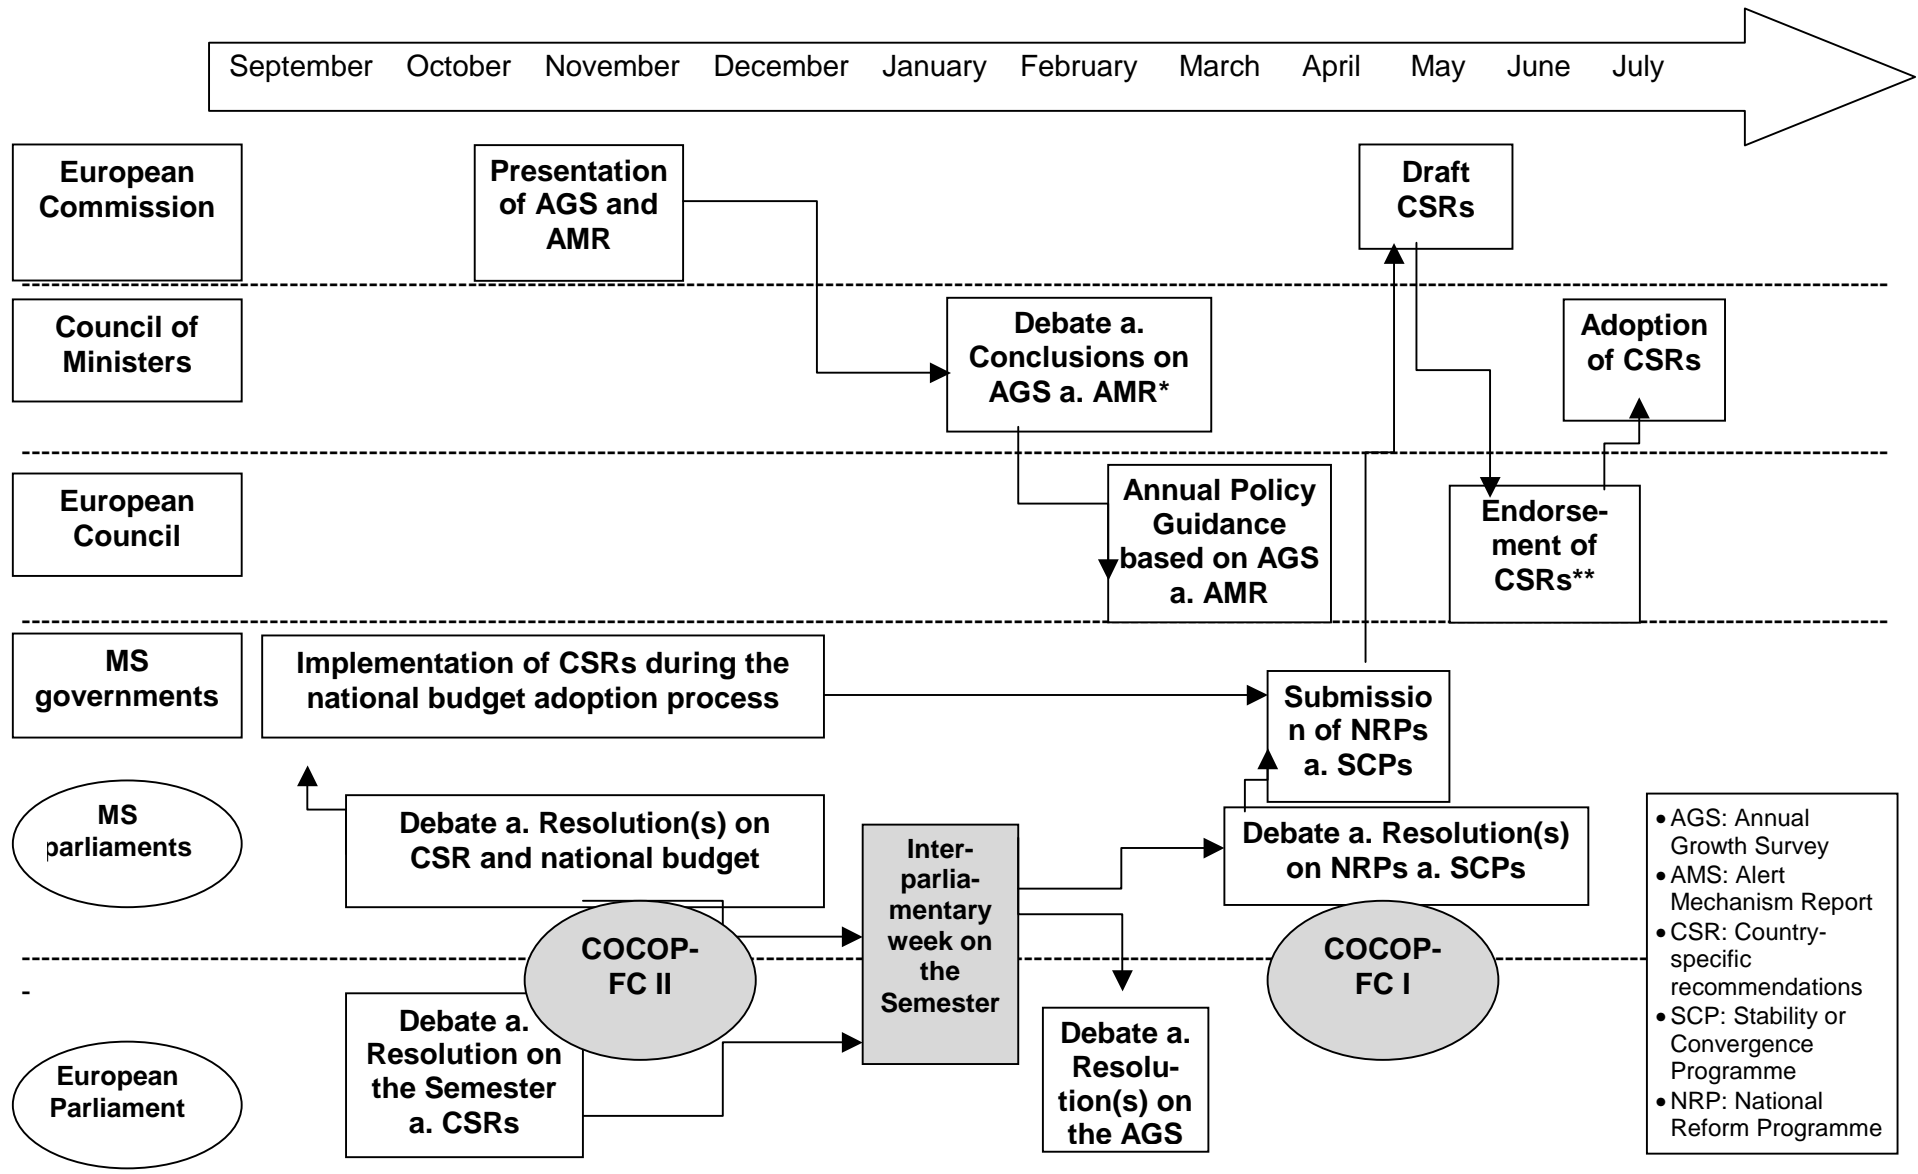 September October November December January February March April May June July
European
Commission
Presentation
of AGS and
AMR
Draft
CSRs
Council of
Ministers
Debate a.
Conclusions on
AGS a. AMR*
Adoption
of CSRs
European
Council
Annual Policy
Guidance
based on AGS
a. AMR
Endorse-
ment of
CSRs**
MS
governments
Implementation of CSRs during the
national budget adoption process
Submissio
n of NRPs
a. SCPs
MS
parliaments
Debate a. Resolution(s) on
CSR and national budget
Inter-
parlia-
mentary
week on
the
Semester
Debate a. Resolution(s)
on NRPs a. SCPs
COCOP-
FC II
COCOP-
FC I
-
European
Parliament
Debate a.
Resolution on
the Semester
a. CSRs
Debate a.
Resolu-
tion(s) on
the AGS
• AGS: Annual
Growth Survey
• AMS: Alert
Mechanism Report
• CSR: Country-
specific
recommendations
• SCP: Stability or
Convergence
Programme
• NRP: National
Reform Programme